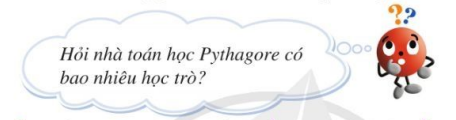 ??
Hỏi nhà toán học Pythagore có
bao nhiêu học trò?